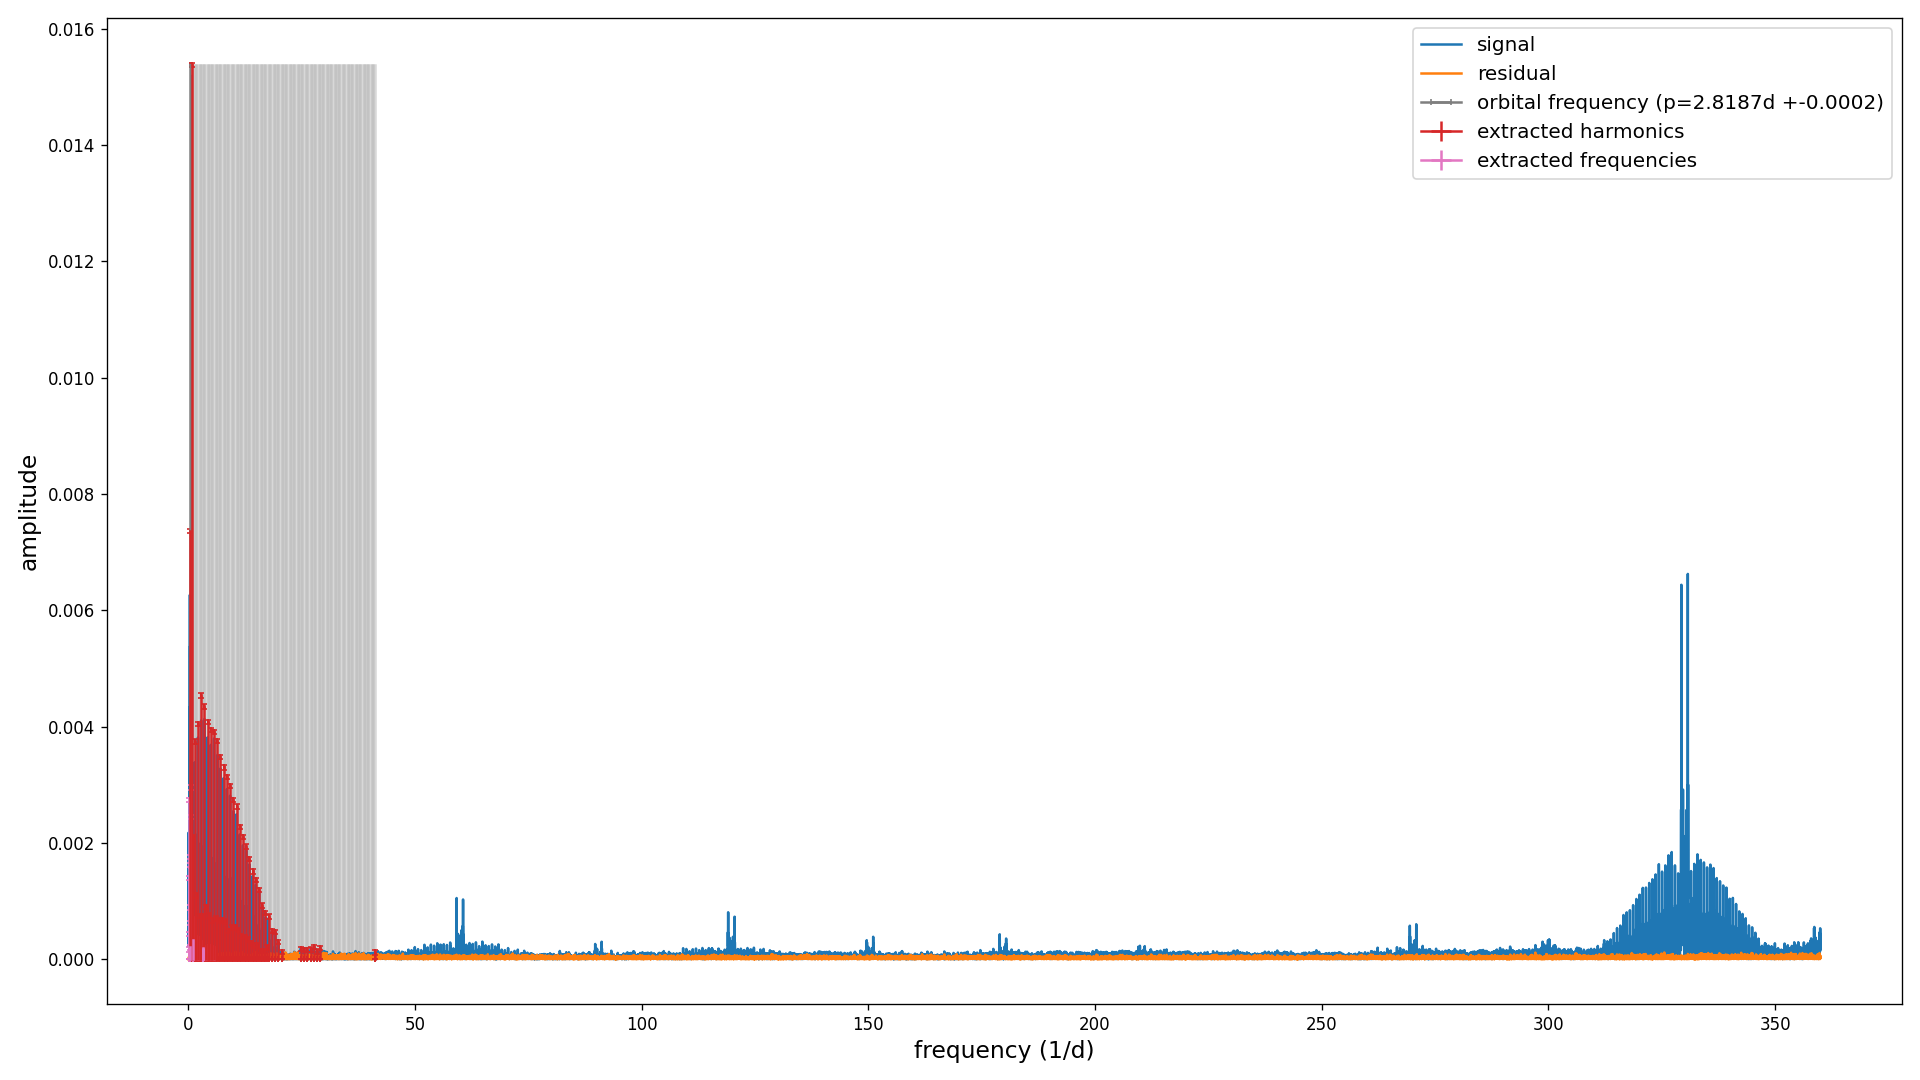 0.016
0.014
0.012
0.010
0.008
0.006
0.004
0.002
0.000
amplitude
0
50
100
150
200
250
300
350
frequency (1/d)
signal
residual
orbital frequency (p=2.8187d +-0.0002)
extracted harmonics
extracted frequencies